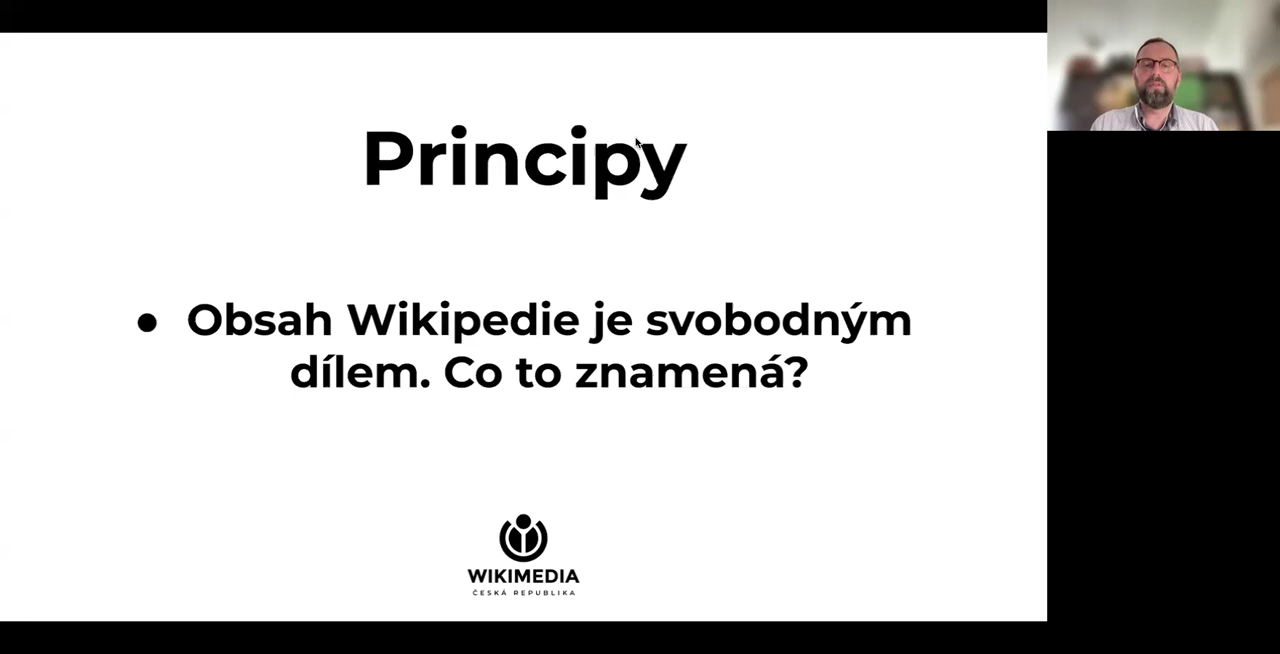 Principy
● Obsah Wikipedie je svobodným
dílem. Co to znamená?
WIKIMEDIA
ČESKÁ REPUBLIKA